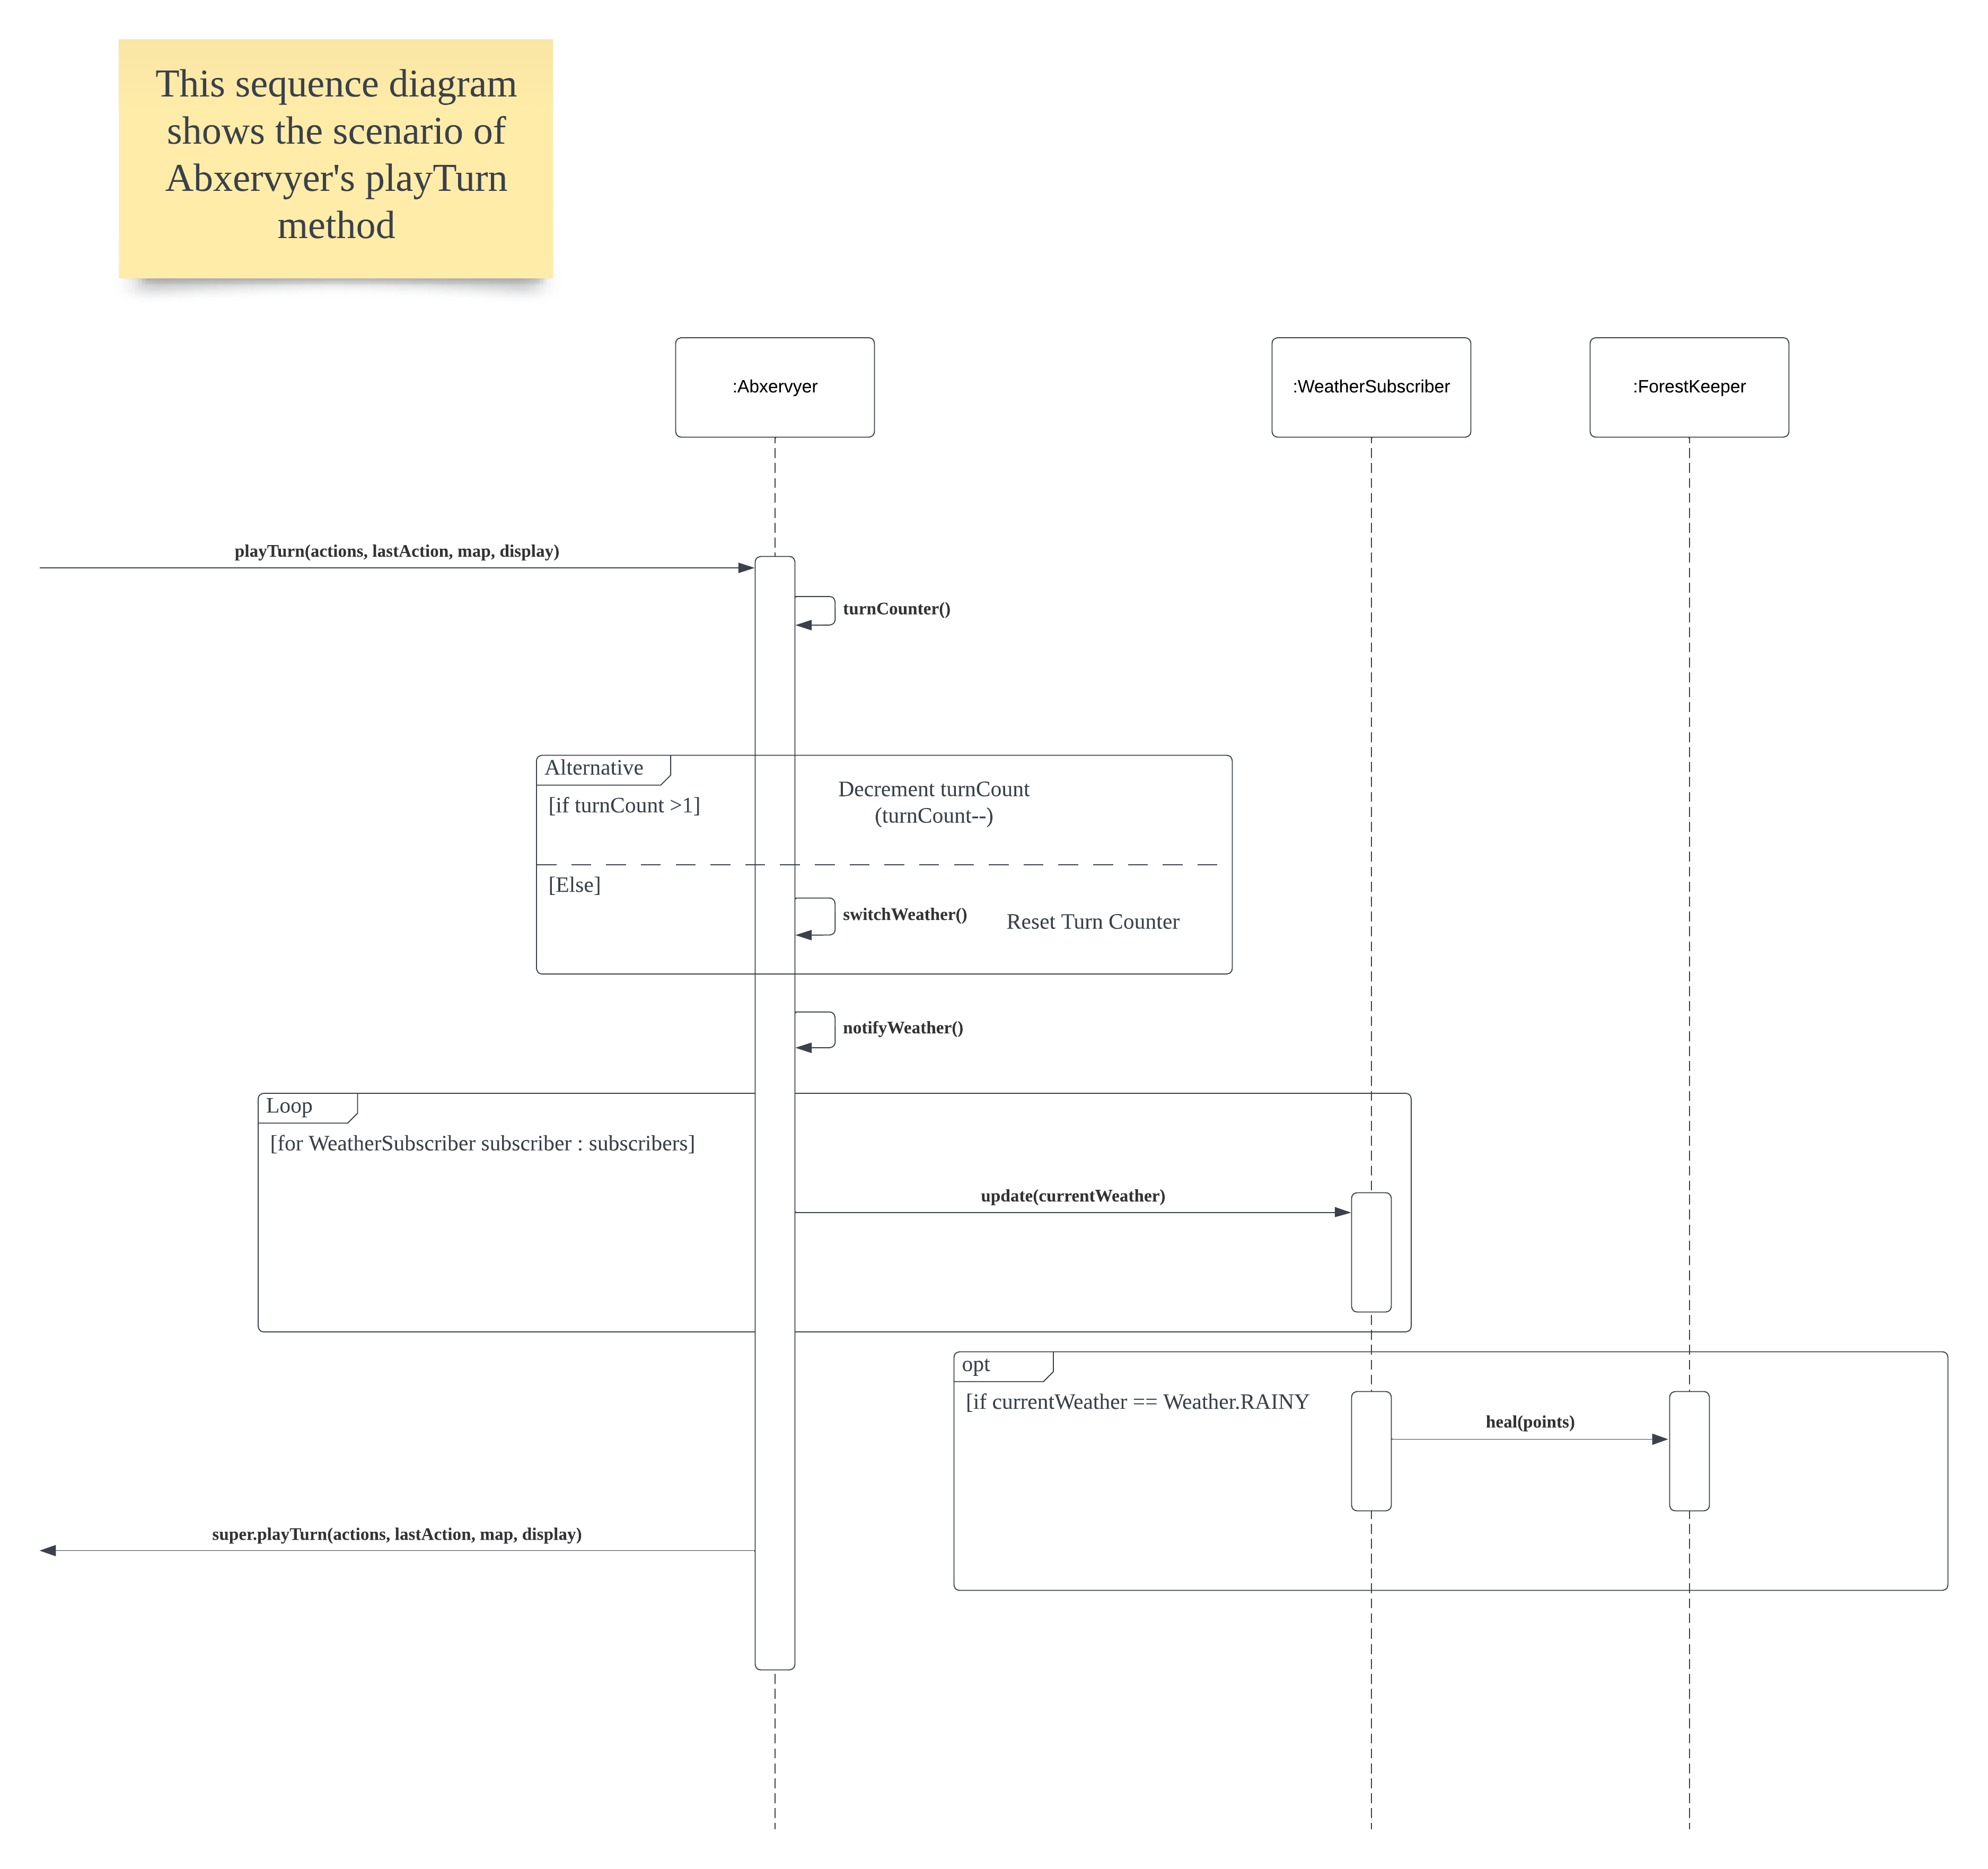 This sequence diagram
shows the scenario of
Abxervyer's playTurn
method
:Abxervyer
:WeatherSubscriber
:ForestKeeper
playTurn(actions, lastAction, map, display)
turnCounter()
Alternative
[if turnCount >1]
Decrement turnCount
(turnCount--)
[Else]
switchWeather()
Reset Turn Counter
notifyWeather()
Loop
[for WeatherSubscriber subscriber : subscribers]
update(currentWeather)
opt
[if currentWeather == Weather.RAINY
heal(points)
super.playTurn(actions, lastAction, map, display)